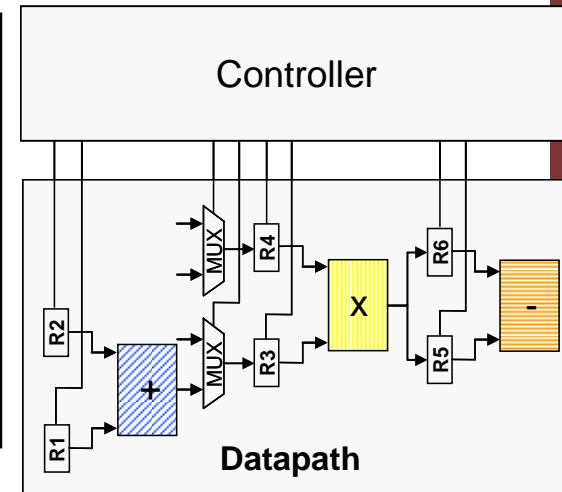 Controller
MUX
R4
R6
R2
MUX
R3
X
R5
-
+
R1
Datapath